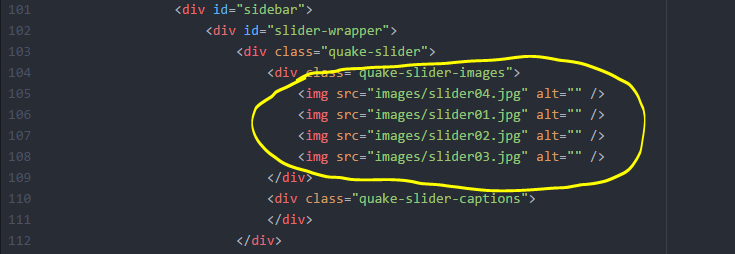 101 <div id="sidebar">
102 <div id="slider-wrapper">
103 <div class="quake-slider">
104 <div class="quake-slider-images">
105 <img src="images/slider04.jpg" alt="" />
106 <img src="images/slider01.jpg" alt="" />
107 <img src="images/slider02.jpg" alt="" />
108 <img src="images/slider03.jpg" alt="" />
109 </div>
110 <div class="quake-slider-captions">
111 </div>
112 </div>